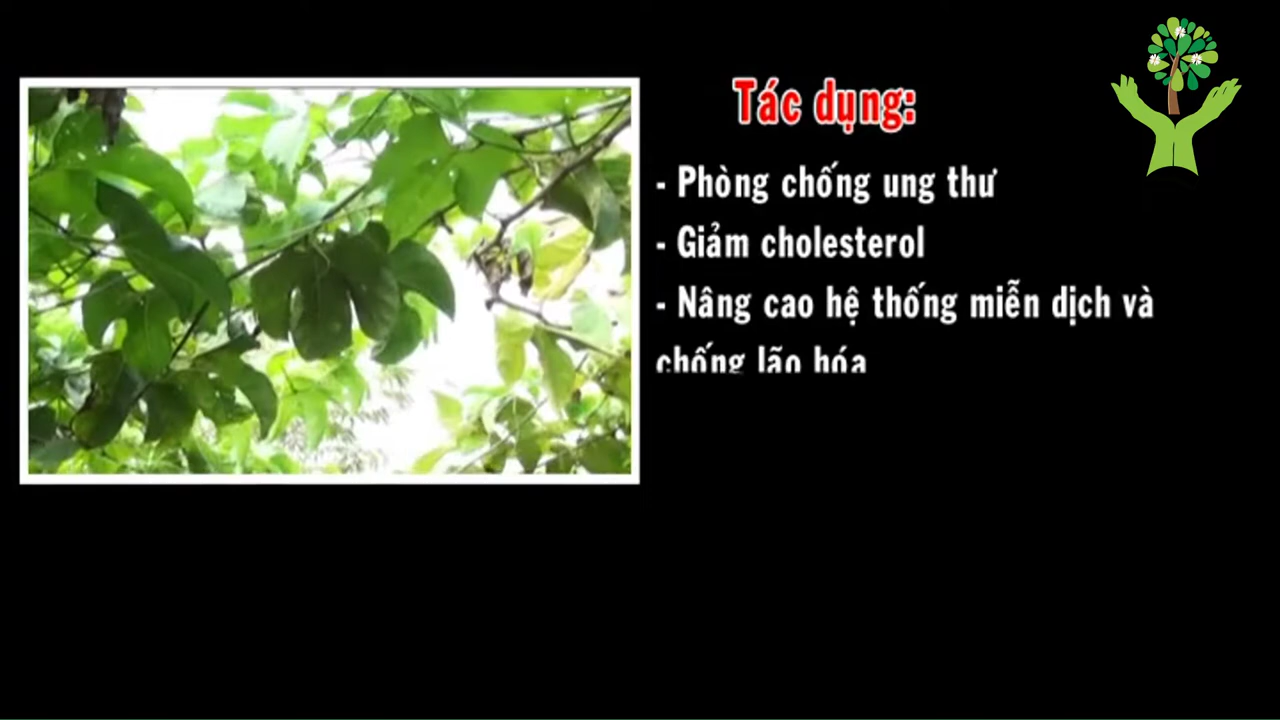 Tác dụng:
- Phòng chống ung thư
- Giảm cholesterol
- Nâng cao hệ thống miễn dịch và
chống lão hóa